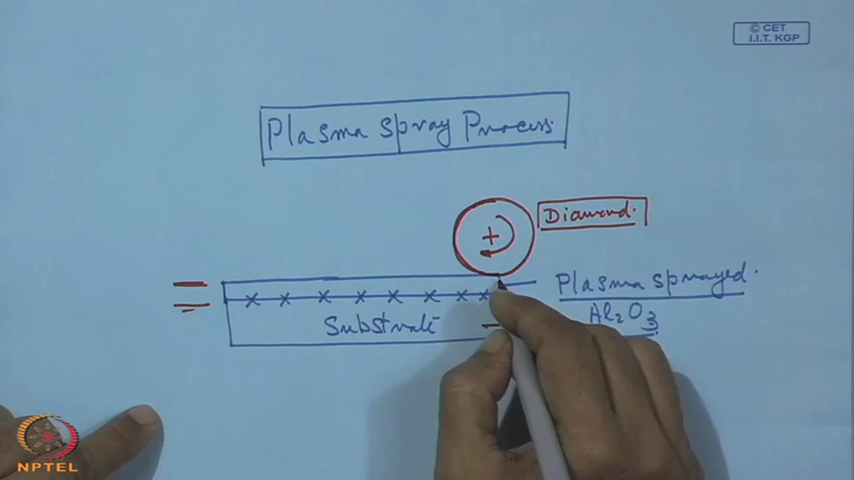 © CET
I.I.T. KGP
Plasma Spray Process
Diamond.
Plasma sprayed.
Al2O3
Substrate
NPTEL